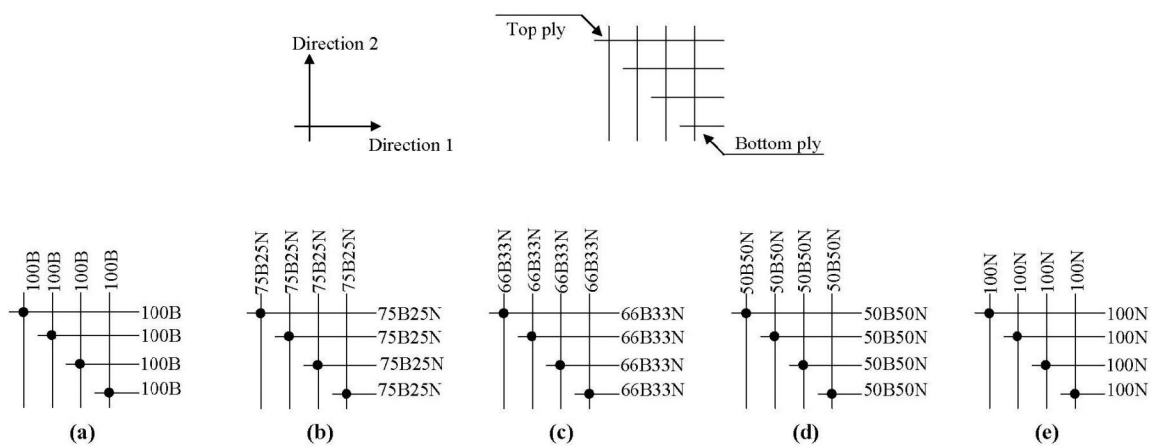 Direction 2
Direction 1
Top ply
Bottom ply
100B
100B
100B
100B
100B
100B
100B
100B
(a)
75B25N
75B25N
75B25N
75B25N
75B25N
75B25N
75B25N
75B25N
(b)
66B33N
66B33N
66B33N
66B33N
66B33N
66B33N
66B33N
66B33N
(c)
50B50N
50B50N
50B50N
50B50N
50B50N
50B50N
50B50N
50B50N
(d)
100N
100N
100N
100N
100N
100N
100N
100N
(e)